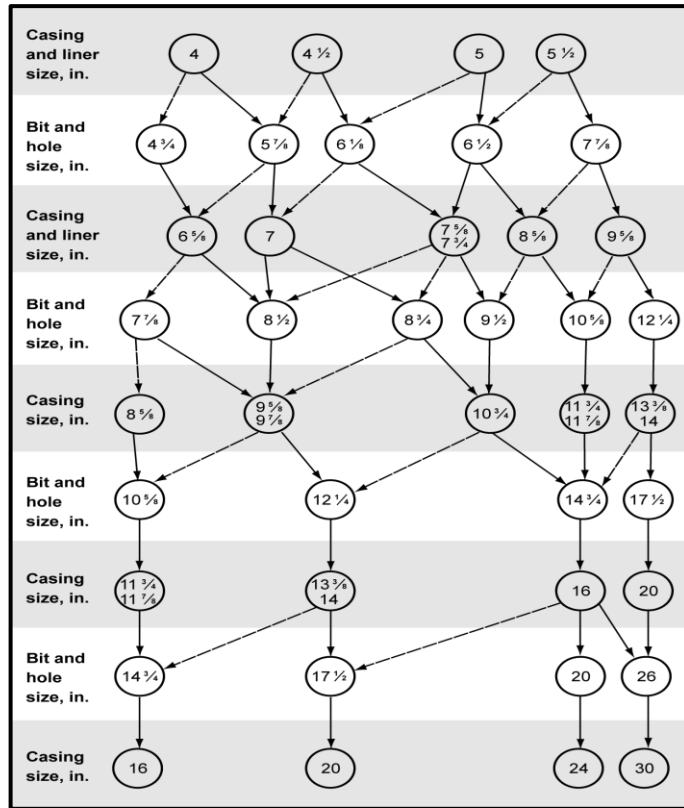 Casing
and liner
size, in.
4
4 ½
5
5 ½
Bit and
hole
size, in.
4 ¾
5 ⅞
6 ⅛
6 ½
7 ⅞
Casing
and liner
size, in.
6 ⅝
7
7 ⅝
7 ¾
8 ⅝
9 ⅝
Bit and
hole
size, in.
7 ⅞
8 ½
8 ¾
9 ½
10 ⅝
12 ¼
Casing
size, in.
8 ⅝
9 ⅝
9 ⅞
10 ¾
11 ¾
11 ⅞
13 ⅜
14
Bit and
hole
size, in.
10 ⅝
12 ¼
14 ¾
17 ½
Casing
size, in.
11 ¾
11 ⅞
13 ⅜
14
16
20
Bit and
hole
size, in.
14 ¾
17 ½
20
26
Casing
size, in.
16
20
24
30